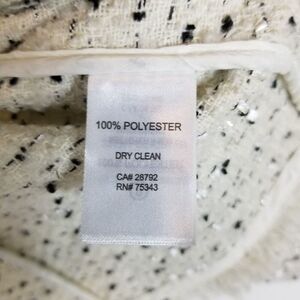 100% POLYESTER
DRY CLEAN
CA# 28792
RN# 75343